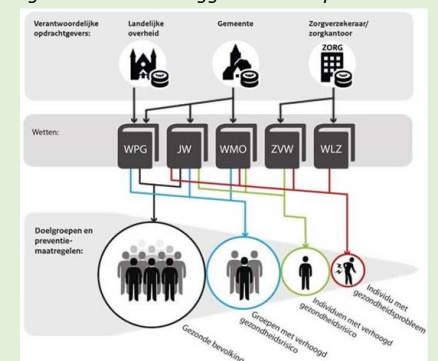 Verantwoordelijke
opdrachtgevers:
Landelijke
overheid
Gemeente
Zorgverzekeraar/
zorgkantoor
ZORG
Wetten:
WPG
JW
WMO
ZVW
WLZ
Doelgroepen en
preventie-
maatregelen:
Gezonde bevolking
Groepen met verhoogd
gezondheidsrisico
Individuen met verhoogd
gezondheidsrisico
Individu met
gezondheidsprobleem